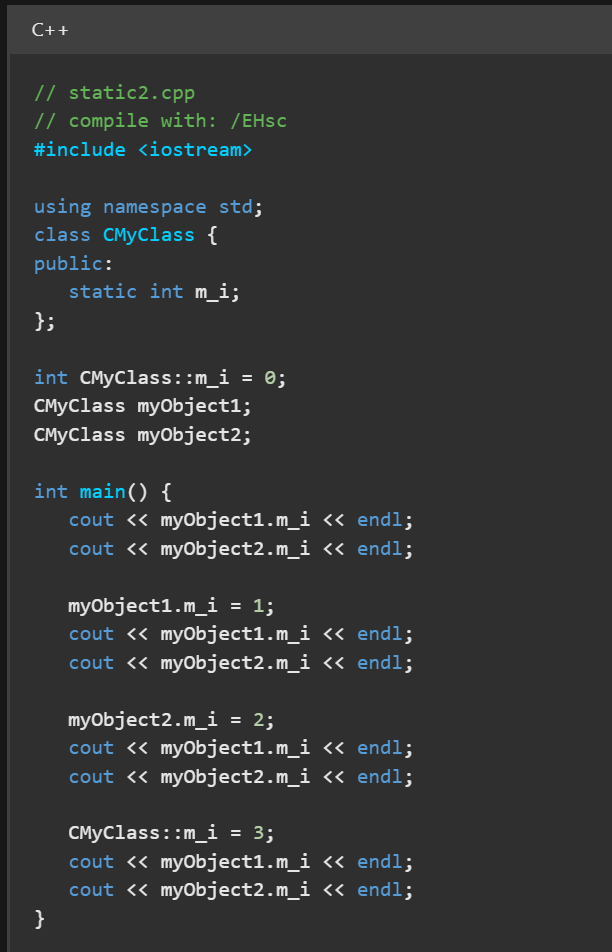 C++
// static2.cpp
// compile with: /EHsc
#include <iostream>

using namespace std;
class CMyClass {
public:
   static int m_i;
};

int CMyClass::m_i = 0;
CMyClass myObject1;
CMyClass myObject2;

int main() {
   cout << myObject1.m_i << endl;
   cout << myObject2.m_i << endl;

   myObject1.m_i = 1;
   cout << myObject1.m_i << endl;
   cout << myObject2.m_i << endl;

   myObject2.m_i = 2;
   cout << myObject1.m_i << endl;
   cout << myObject2.m_i << endl;

   CMyClass::m_i = 3;
   cout << myObject1.m_i << endl;
   cout << myObject2.m_i << endl;
}